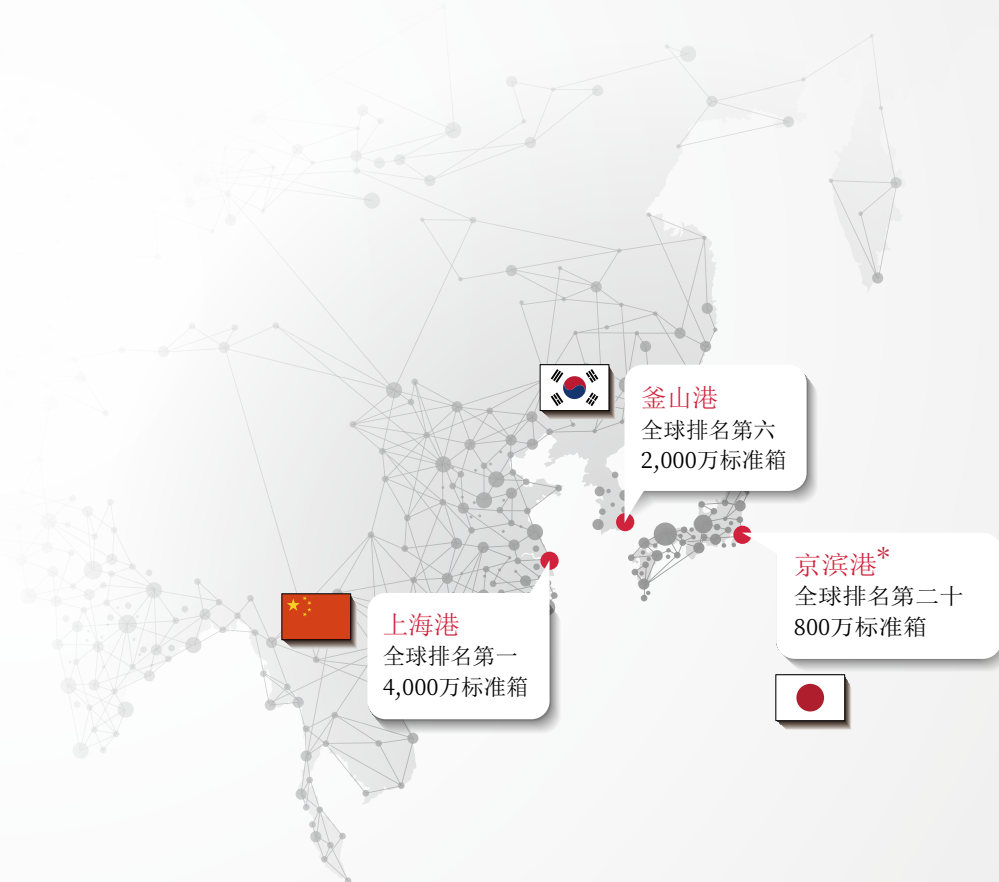 釜山港
全球排名第六
2,000万标准箱
京滨港*
全球排名第二十
800万标准箱
上海港
全球排名第一
4,000万标准箱